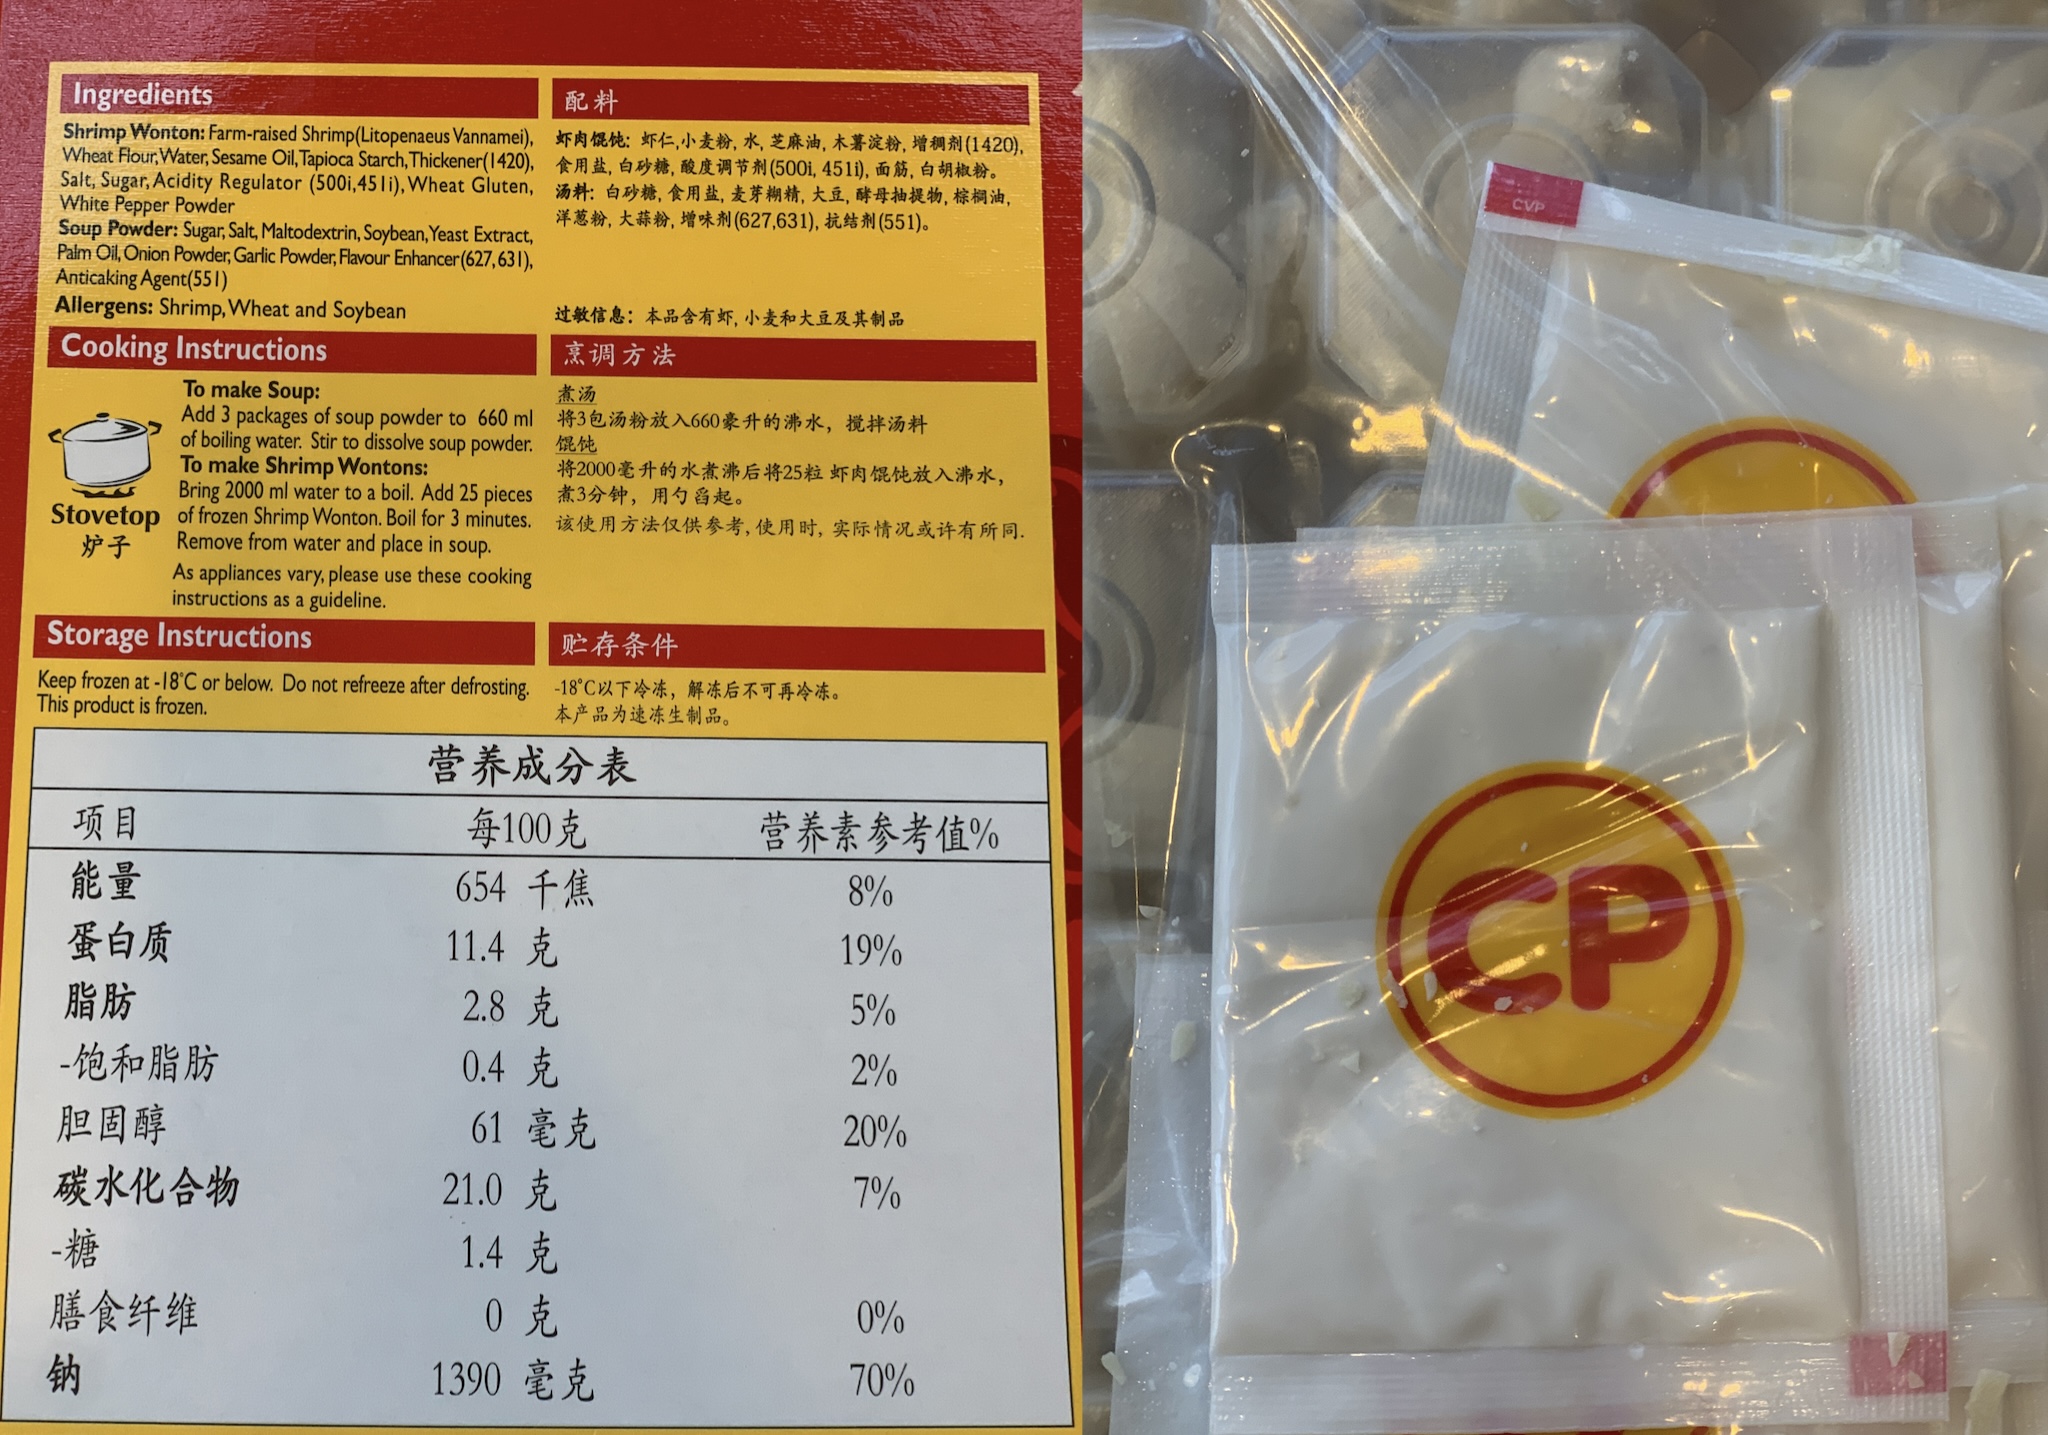 Ingredients
Shrimp Wonton: Farm-raised Shrimp(Litopenaeus Vannamei),
Wheat Flour, Water, Sesame Oil, Tapioca Starch, Thickener(1420),
Salt, Sugar, Acidity Regulator (500i,451i), Wheat Gluten,
White Pepper Powder
Soup Powder: Sugar, Salt, Maltodextrin, Soybean, Yeast Extract,
Palm Oil, Onion Powder, Garlic Powder, Flavour Enhancer(627,631),
Anticaking Agent(551)
Allergens: Shrimp, Wheat and Soybean
配料
虾肉馄饨: 虾仁, 小麦粉, 水, 芝麻油, 木薯淀粉, 增稠剂(1420),
食用盐, 白砂糖, 酸度调节剂(500i, 451i), 面筋, 白胡椒粉。
汤料: 白砂糖, 食用盐, 麦芽糊精, 大豆, 酵母抽提物, 棕榈油,
洋葱粉, 大蒜粉, 增味剂(627,631), 抗结剂(551)。
过敏信息: 本品含有虾, 小麦和大豆及其制品
Cooking Instructions
Stovetop
炉子
To make Soup:
Add 3 packages of soup powder to 660 ml
of boiling water. Stir to dissolve soup powder.
To make Shrimp Wontons:
Bring 2000 ml water to a boil. Add 25 pieces
of frozen Shrimp Wonton. Boil for 3 minutes.
Remove from water and place in soup.
As appliances vary, please use these cooking
instructions as a guideline.
烹调方法
煮汤
将3包汤粉放入660豪升的沸水，搅拌汤料
馄饨
将2000毫升的水煮沸后将25粒 虾肉馄饨放入沸水，
煮3分钟，用勺舀起。
该使用方法仅供参考, 使用时, 实际情况或许有所同.
Storage Instructions
Keep frozen at -18°C or below. Do not refreeze after defrosting.
This product is frozen.
贮存条件
-18°C以下冷冻，解冻后不可再冷冻。
本产品为速冻生制品。
营养成分表
项目 每100克 营养素参考值%
能量 654 千焦 8%
蛋白质 11.4 克 19%
脂肪 2.8 克 5%
-饱和脂肪 0.4 克 2%
胆固醇 61 毫克 20%
碳水化合物 21.0 克 7%
-糖 1.4 克
膳食纤维 0 克 0%
钠 1390 毫克 70%
CVP
CP